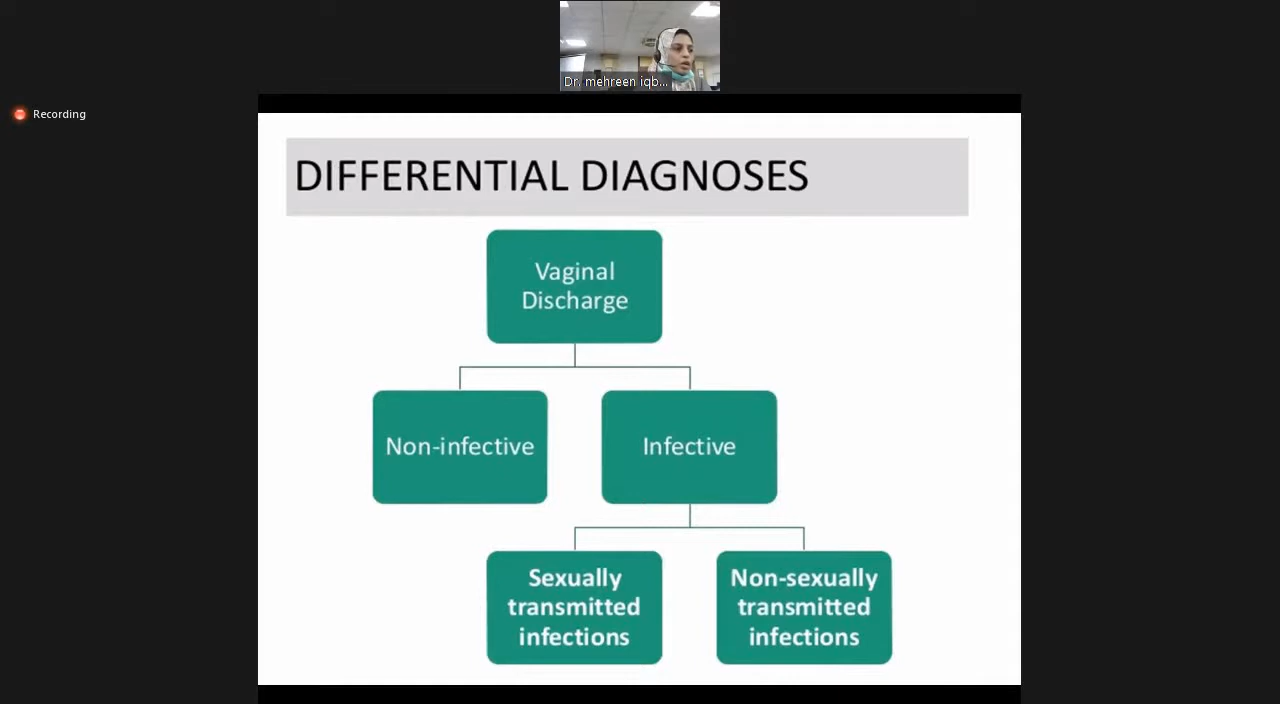 Dr. mehreen iqb...
Recording
DIFFERENTIAL DIAGNOSES
Vaginal
Discharge
Non-infective
Infective
Sexually
transmitted
infections
Non-sexually
transmitted
infections